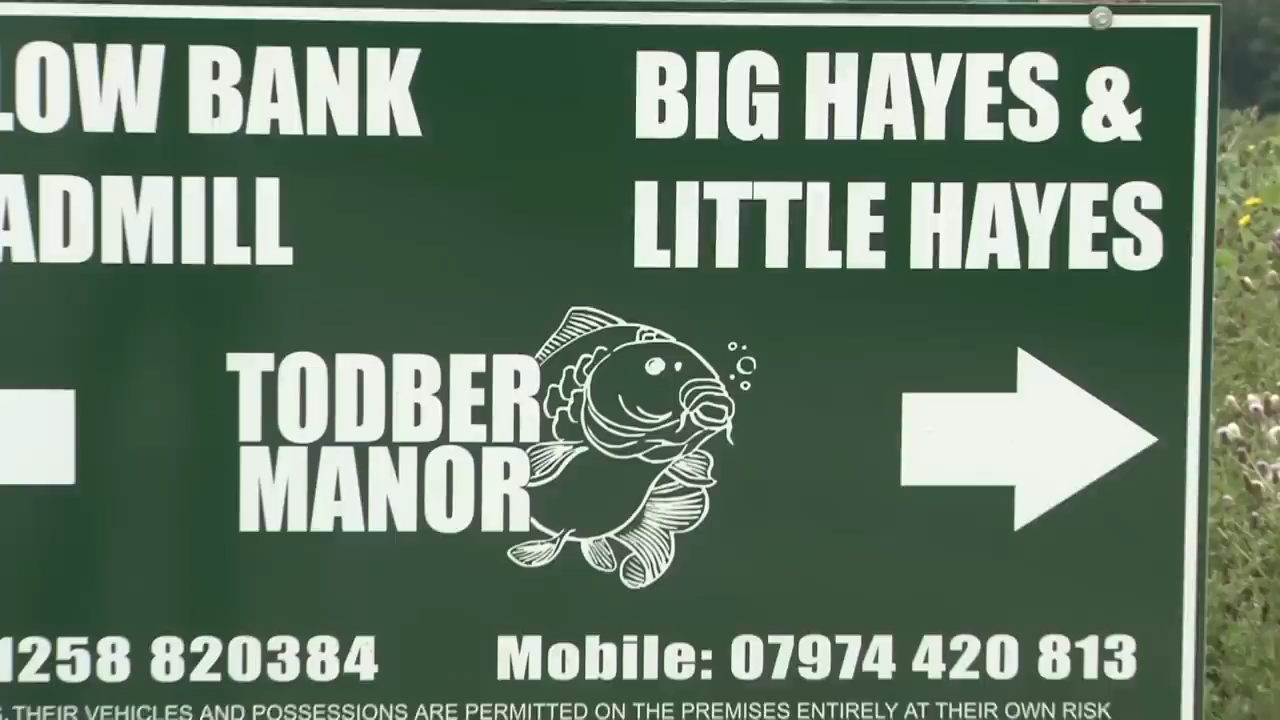 LOW BANK
ADMILL
BIG HAYES &
LITTLE HAYES
TODBER
MANOR
1258 820384
Mobile: 07974 420 813
, THEIR VEHICLES AND POSSESSIONS ARE PERMITTED ON THE PREMISES ENTIRELY AT THEIR OWN RISK